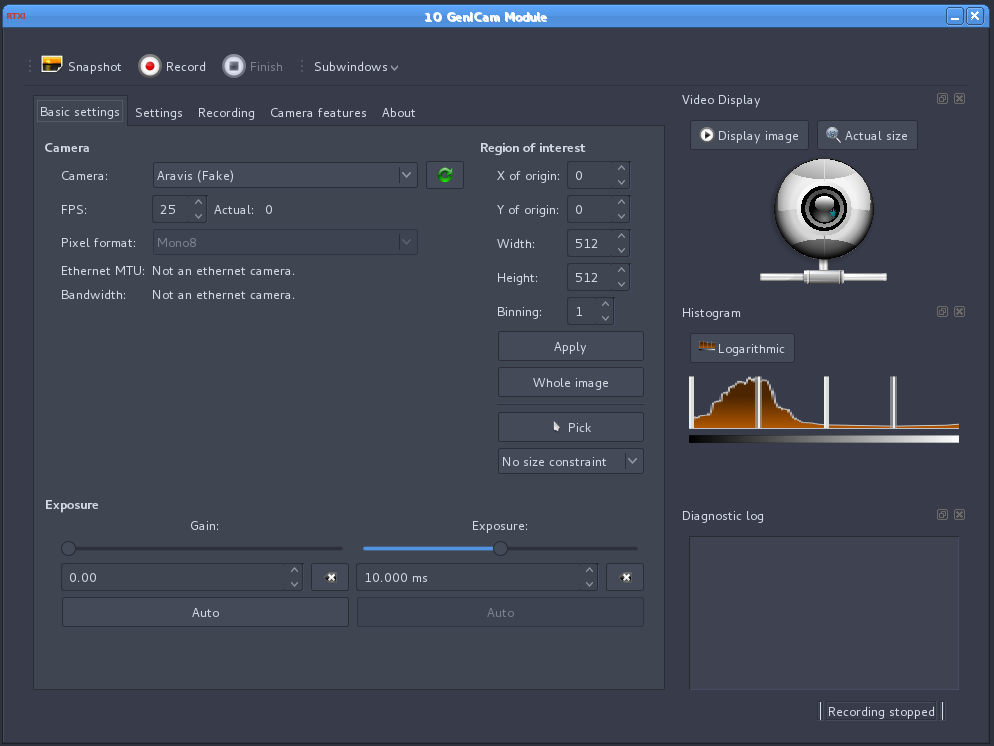 RTXI
10 GenICam Module
Snapshot Record Finish Subwindows
Basic settings Settings Recording Camera features About
Camera
Camera: Aravis (Fake)
FPS: 25 Actual: 0
Pixel format: Mono8
Ethernet MTU: Not an ethernet camera.
Bandwidth: Not an ethernet camera.
Region of interest
X of origin: 0
Y of origin: 0
Width: 512
Height: 512
Binning: 1
Apply
Whole image
Pick
No size constraint
Exposure
Gain: Exposure:
0.00 10.000 ms
Auto Auto
Video Display
Display image Actual size
Histogram
Logarithmic
Diagnostic log
Recording stopped